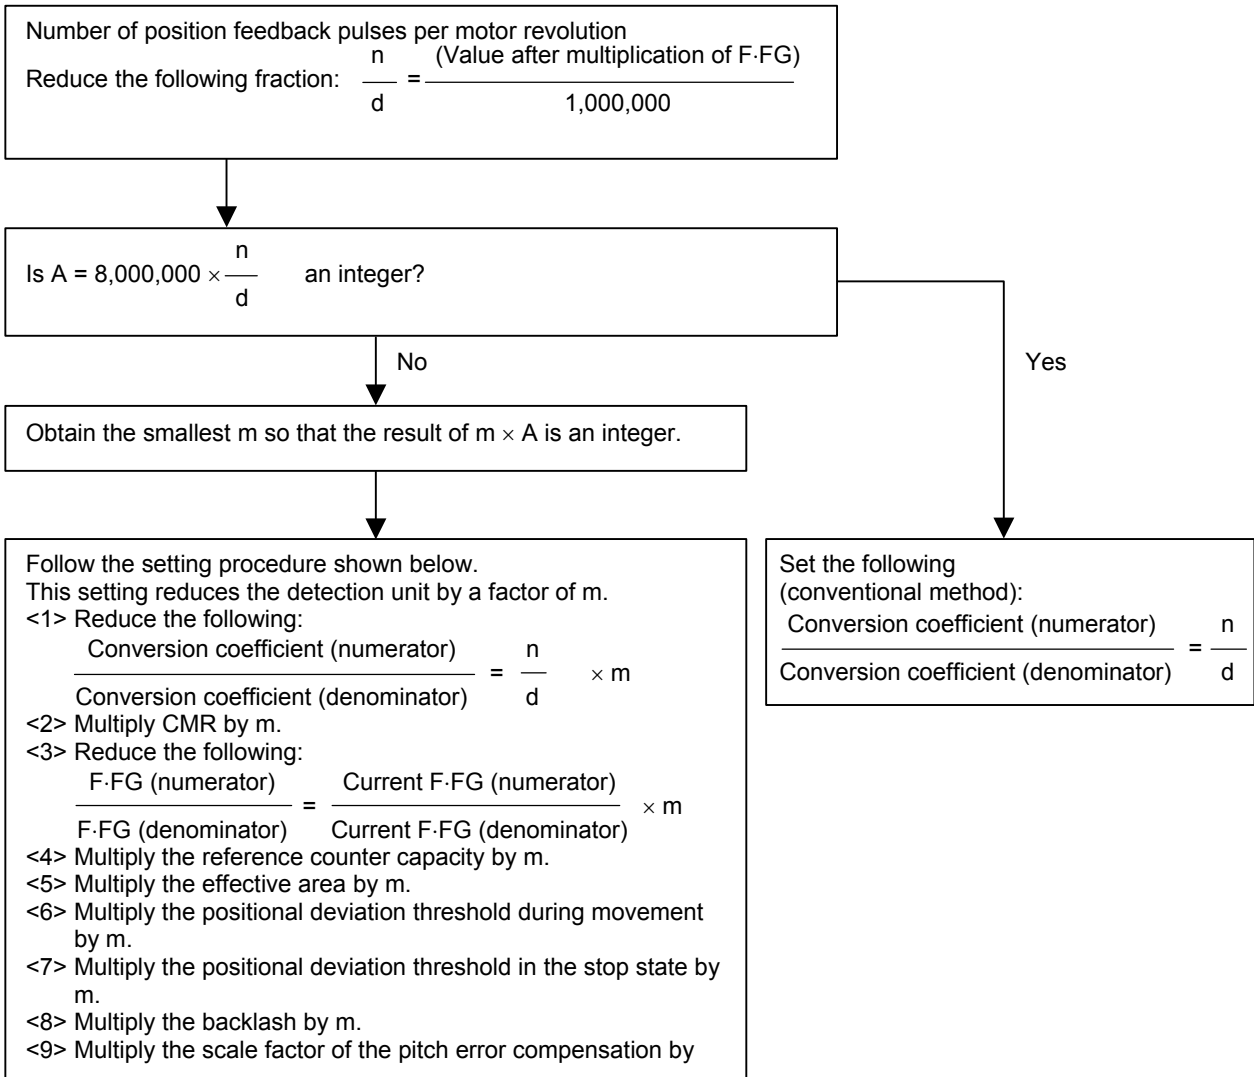 Number of position feedback pulses per motor revolution
Reduce the following fraction: n / d = (Value after multiplication of F·FG) / 1,000,000
Is A = 8,000,000 × n / d an integer?
No
Yes
Obtain the smallest m so that the result of m × A is an integer.
Follow the setting procedure shown below.
This setting reduces the detection unit by a factor of m.
<1> Reduce the following:
Conversion coefficient (numerator) / Conversion coefficient (denominator) = n / d × m
<2> Multiply CMR by m.
<3> Reduce the following:
F·FG (numerator) / F·FG (denominator) = Current F·FG (numerator) / Current F·FG (denominator) × m
<4> Multiply the reference counter capacity by m.
<5> Multiply the effective area by m.
<6> Multiply the positional deviation threshold during movement
by m.
<7> Multiply the positional deviation threshold in the stop state by
m.
<8> Multiply the backlash by m.
<9> Multiply the scale factor of the pitch error compensation by
Set the following
(conventional method):
Conversion coefficient (numerator) / Conversion coefficient (denominator) = n / d